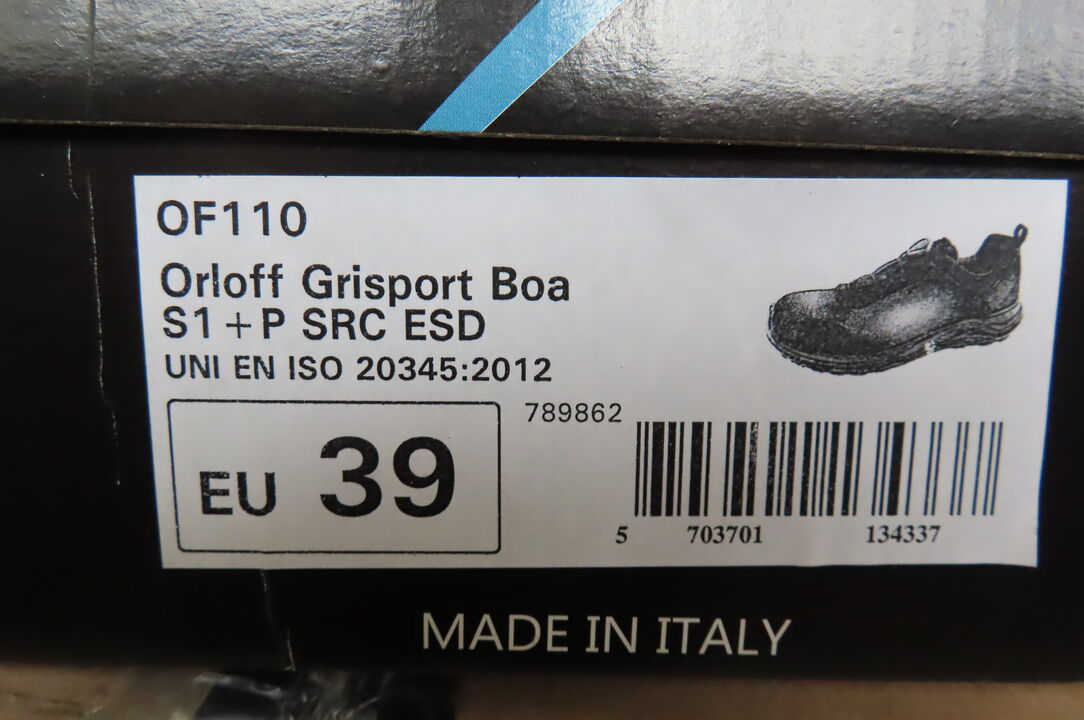 OF110
Orloff Grisport Boa
S1+P SRC ESD
UNI EN ISO 20345:2012
789862
EU 39
5 703701 134337
MADE IN ITALY